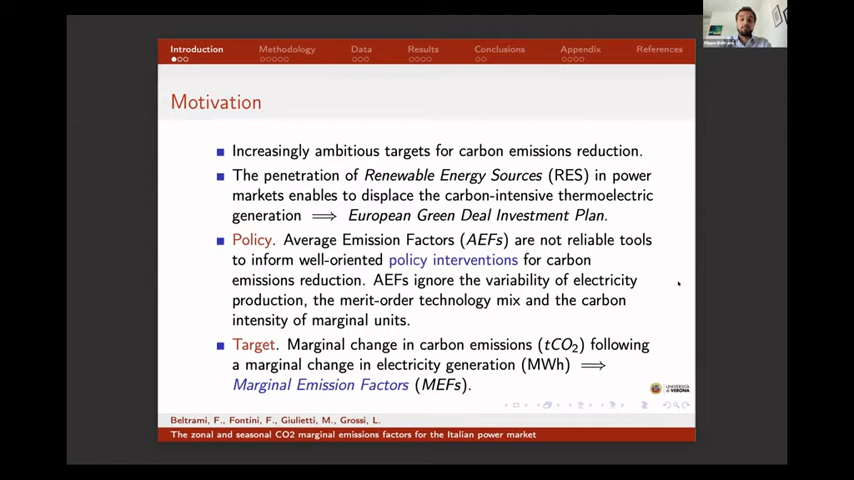 Introduction Methodology Data Results Conclusions Appendix References
Motivation
Increasingly ambitious targets for carbon emissions reduction.
The penetration of Renewable Energy Sources (RES) in power
markets enables to displace the carbon-intensive thermoelectric
generation ⟹ European Green Deal Investment Plan.
Policy. Average Emission Factors (AEFs) are not reliable tools
to inform well-oriented policy interventions for carbon
emissions reduction. AEFs ignore the variability of electricity
production, the merit-order technology mix and the carbon
intensity of marginal units.
Target. Marginal change in carbon emissions (tCO2) following
a marginal change in electricity generation (MWh) ⟹
Marginal Emission Factors (MEFs).
UNIVERSITÀ
di VERONA
Beltrami, F., Fontini, F., Giulietti, M., Grossi, L.
The zonal and seasonal CO2 marginal emissions factors for the Italian power market